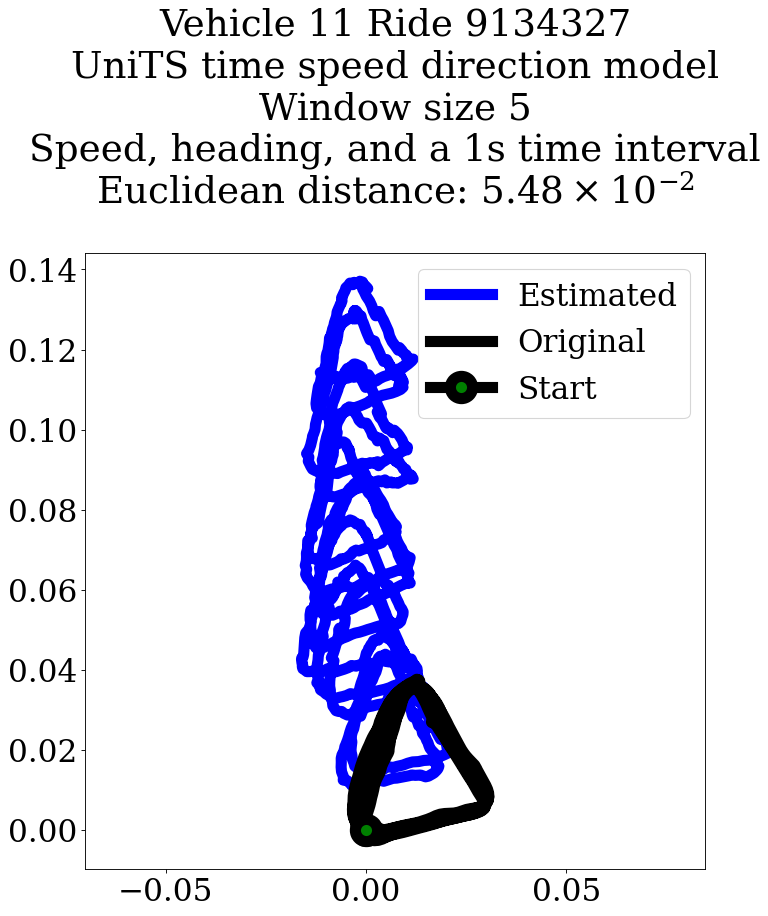 Vehicle 11 Ride 9134327
UniTS time speed direction model
Window size 5
Speed, heading, and a 1s time interval
Euclidean distance: 5.48 × 10⁻²
0.14
0.12
0.10
0.08
0.06
0.04
0.02
0.00
Estimated
Original
Start
−0.05
0.00
0.05